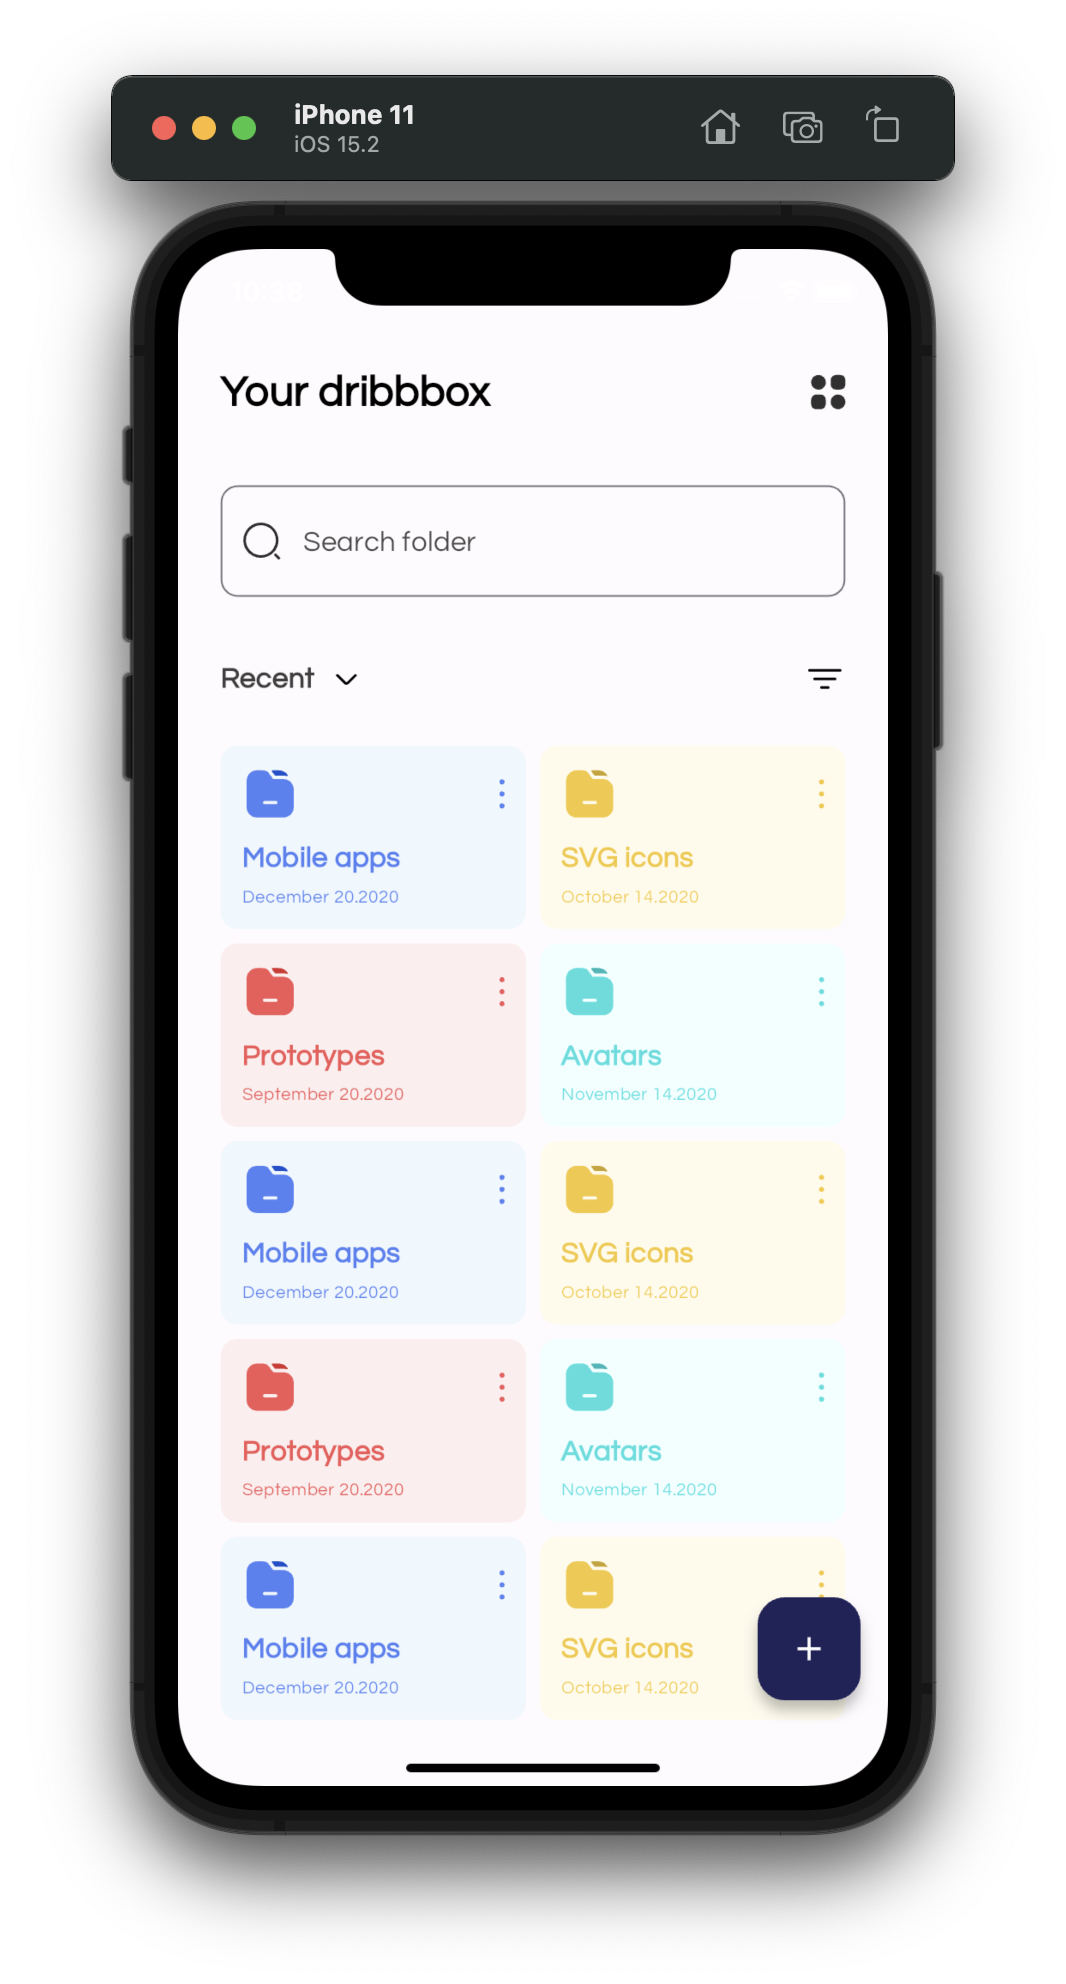 iPhone 11
iOS 15.2
10:38
Your dribbbox
Search folder
Recent
Mobile apps
December 20.2020
SVG icons
October 14.2020
Prototypes
September 20.2020
Avatars
November 14.2020
Mobile apps
December 20.2020
SVG icons
October 14.2020
Prototypes
September 20.2020
Avatars
November 14.2020
Mobile apps
December 20.2020
SVG icons
October 14.2020